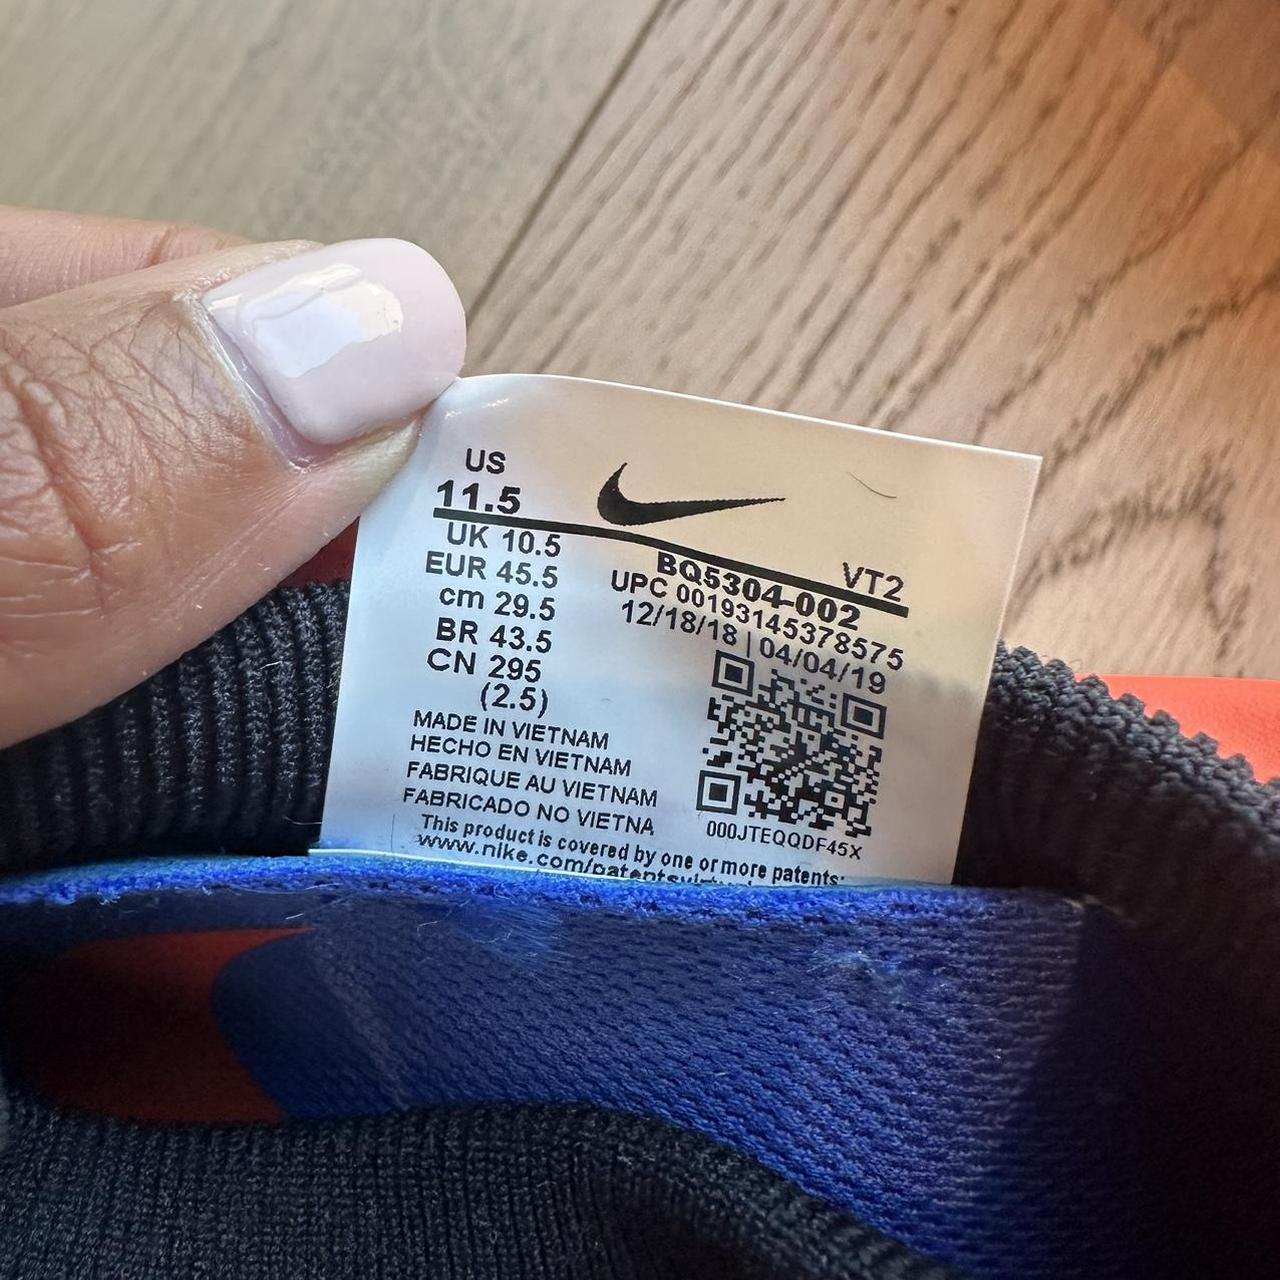 US
11.5
UK 10.5
EUR 45.5
cm 29.5
BR 43.5
CN 295
(2.5)
VT2
BQ5304-002
UPC 00193145378575
12/18/18 | 04/04/19
000JTEQQDF45X
MADE IN VIETNAM
HECHO EN VIETNAM
FABRIQUE AU VIETNAM
FABRICADO NO VIETNA
This product is covered by one or more patents:
www.nike.com/patents